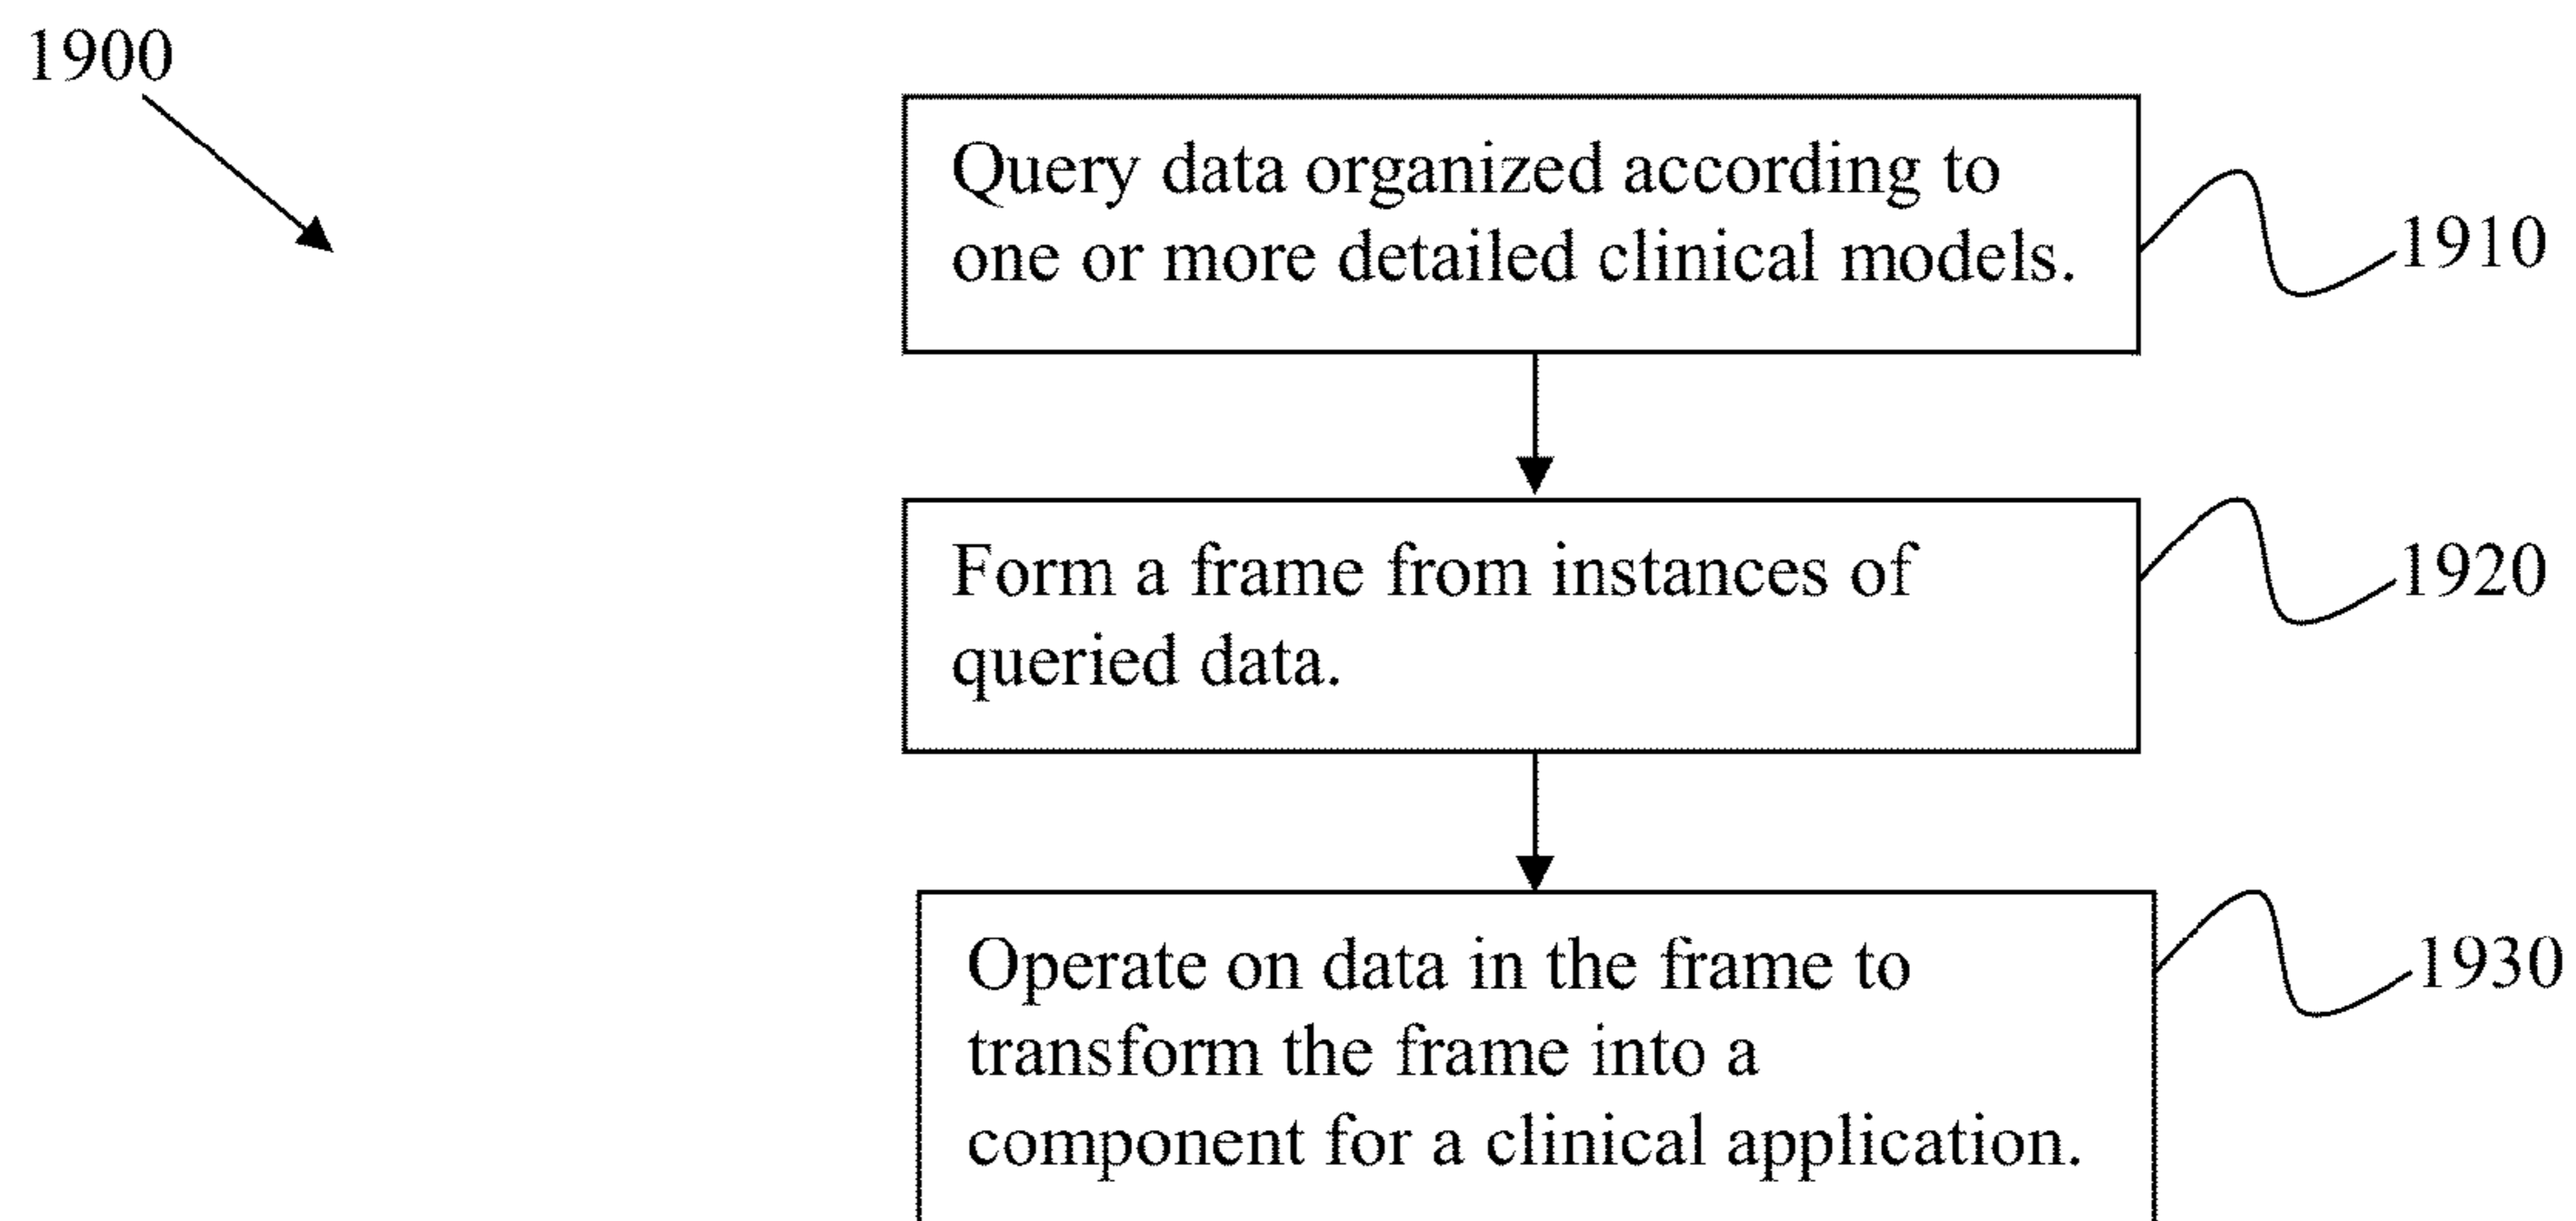 1900
Query data organized according to
one or more detailed clinical models.
1910
Form a frame from instances of
queried data.
1920
Operate on data in the frame to
transform the frame into a
component for a clinical application.
1930